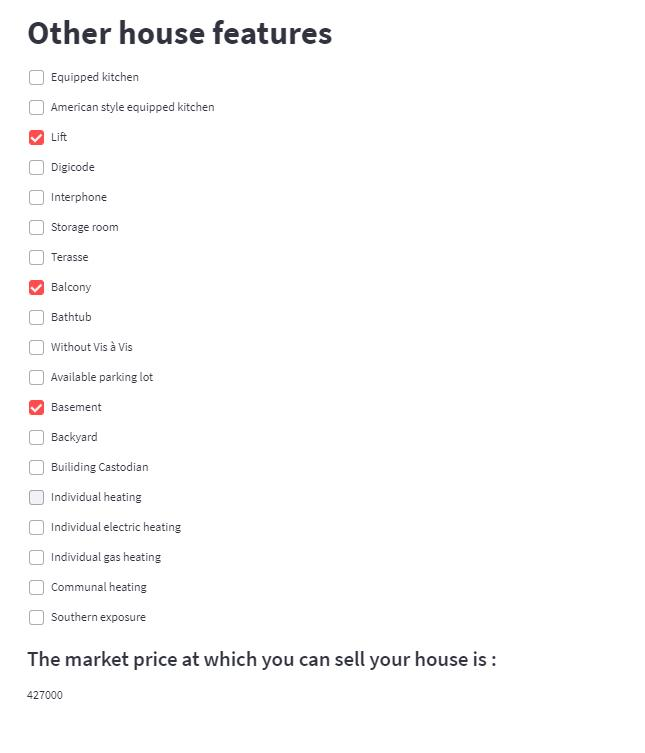 Other house features
Equipped kitchen
American style equipped kitchen
Lift
Digicode
Interphone
Storage room
Terasse
Balcony
Bathtub
Without Vis à Vis
Available parking lot
Basement
Backyard
Builiding Castodian
Individual heating
Individual electric heating
Individual gas heating
Communal heating
Southern exposure
The market price at which you can sell your house is :
427000